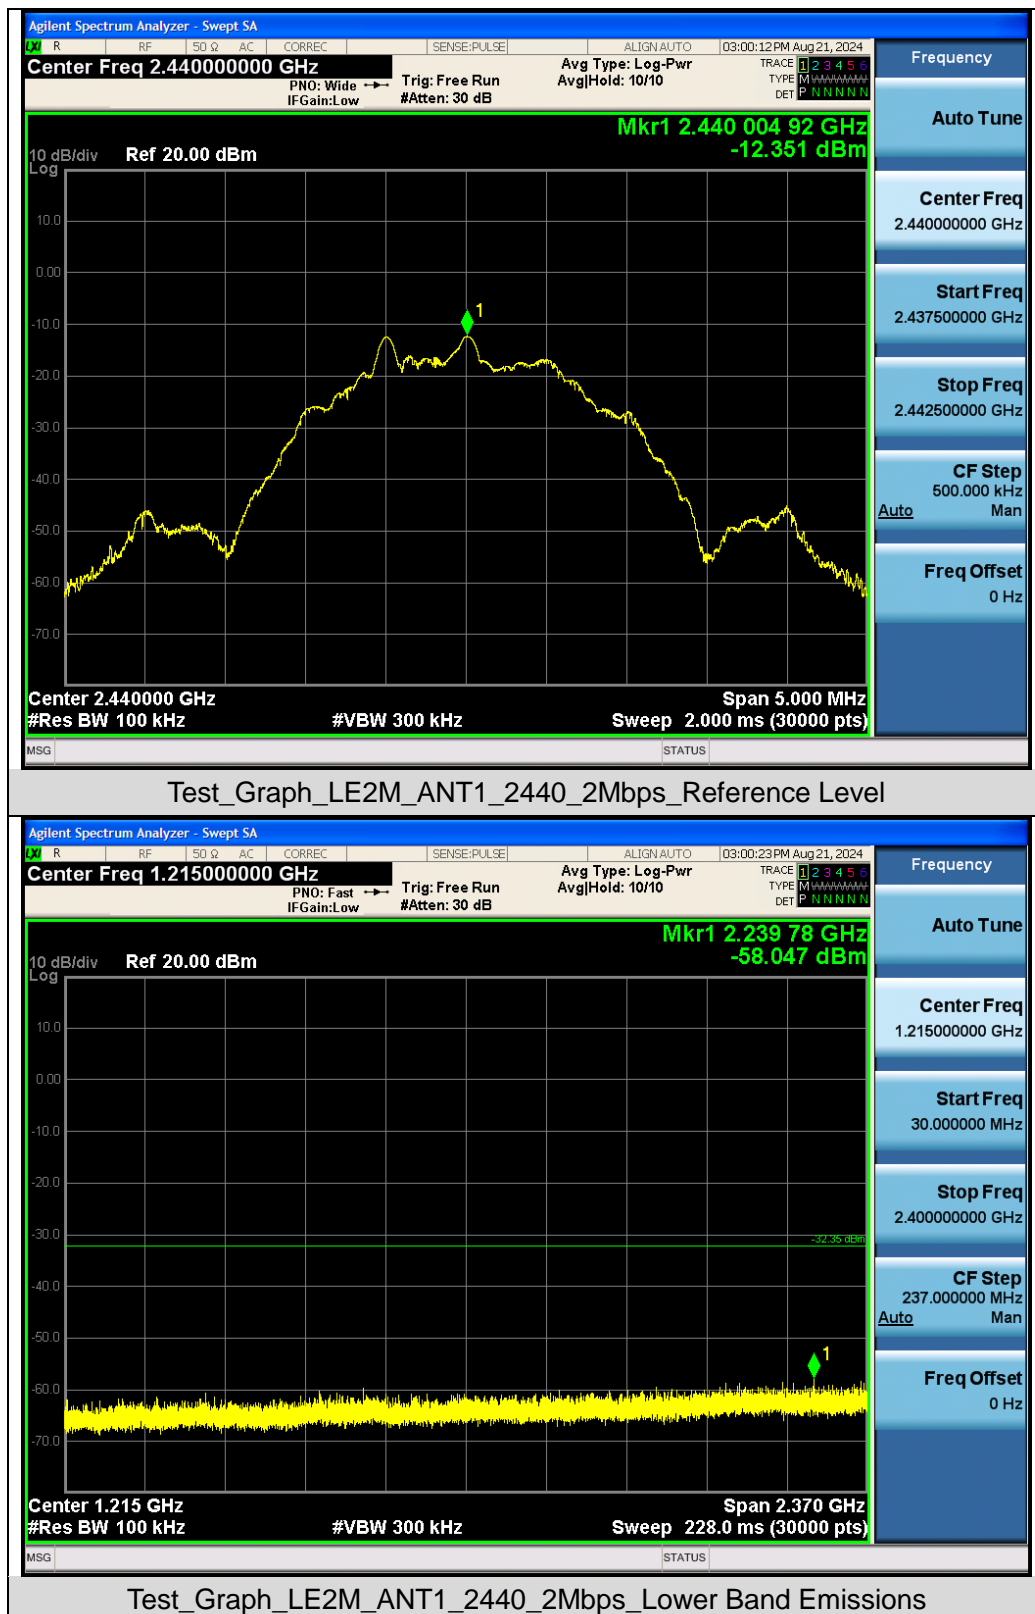 Agilent Spectrum Analyzer - Swept SA
LXI R RF 50 Ω AC CORREC SENSE:PULSE ALIGN AUTO 03:00:12 PM Aug 21, 2024
Center Freq 2.440000000 GHz
PNO: Wide
IFGain:Low
Trig: Free Run
#Atten: 30 dB
Avg Type: Log-Pwr
Avg|Hold: 10/10
TRACE 1 2 3 4 5 6
TYPE M
DET P N N N N N
Mkr1 2.440 004 92 GHz
-12.351 dBm
10 dB/div Ref 20.00 dBm
Log
10.0
0.00
-10.0
-20.0
-30.0
-40.0
-50.0
-60.0
-70.0
1
Center 2.440000 GHz Span 5.000 MHz
#Res BW 100 kHz #VBW 300 kHz Sweep 2.000 ms (30000 pts)
MSG STATUS
Frequency
Auto Tune
Center Freq
2.440000000 GHz
Start Freq
2.437500000 GHz
Stop Freq
2.442500000 GHz
CF Step
500.000 kHz
Auto Man
Freq Offset
0 Hz
Test_Graph_LE2M_ANT1_2440_2Mbps_Reference Level
Agilent Spectrum Analyzer - Swept SA
LXI R RF 50 Ω AC CORREC SENSE:PULSE ALIGN AUTO 03:00:23 PM Aug 21, 2024
Center Freq 1.215000000 GHz
PNO: Fast
IFGain:Low
Trig: Free Run
#Atten: 30 dB
Avg Type: Log-Pwr
Avg|Hold: 10/10
TRACE 1 2 3 4 5 6
TYPE M
DET P N N N N N
Mkr1 2.239 78 GHz
-58.047 dBm
10 dB/div Ref 20.00 dBm
Log
10.0
0.00
-10.0
-20.0
-30.0
-40.0
-50.0
-60.0
-70.0
-32.35 dBm
1
Center 1.215 GHz Span 2.370 GHz
#Res BW 100 kHz #VBW 300 kHz Sweep 228.0 ms (30000 pts)
MSG STATUS
Frequency
Auto Tune
Center Freq
1.215000000 GHz
Start Freq
30.000000 MHz
Stop Freq
2.400000000 GHz
CF Step
237.000000 MHz
Auto Man
Freq Offset
0 Hz
Test_Graph_LE2M_ANT1_2440_2Mbps_Lower Band Emissions